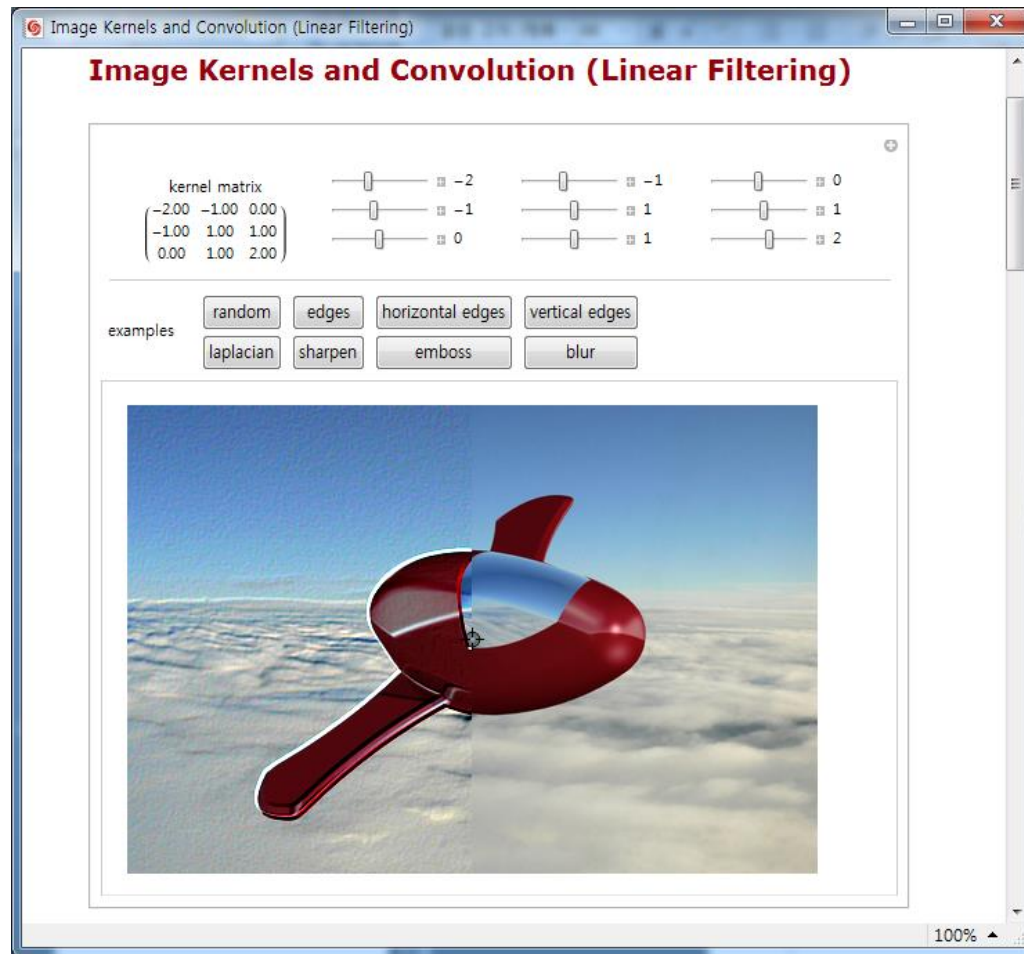 Image Kernels and Convolution (Linear Filtering)
Image Kernels and Convolution (Linear Filtering)
kernel matrix
−2.00 −1.00 0.00
−1.00 1.00 1.00
0.00 1.00 2.00
−2 −1 0
−1 1 1
0 1 2
examples
random edges horizontal edges vertical edges
laplacian sharpen emboss blur
100%